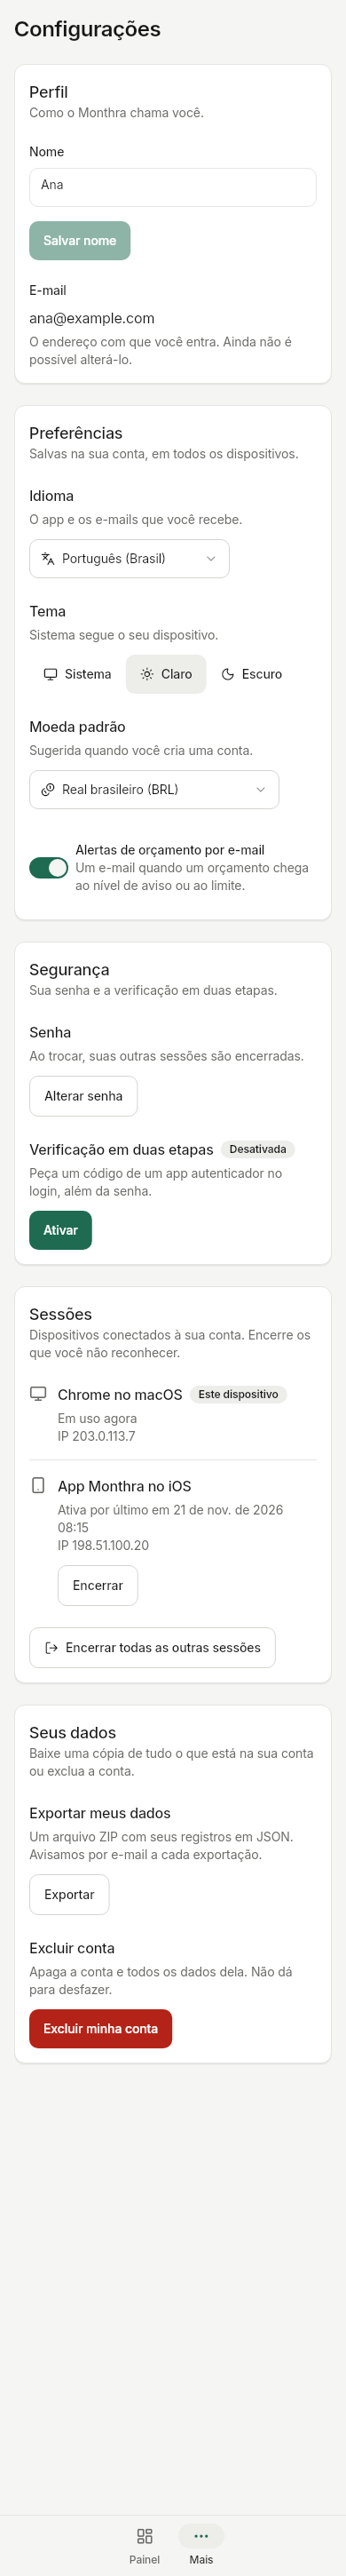 Configurações
Perfil
Como o Monthra chama você.
Nome
Ana
Salvar nome
E-mail
ana@example.com
O endereço com que você entra. Ainda não é
possível alterá-lo.
Preferências
Salvas na sua conta, em todos os dispositivos.
Idioma
O app e os e-mails que você recebe.
Português (Brasil)
Tema
Sistema segue o seu dispositivo.
Sistema Claro Escuro
Moeda padrão
Sugerida quando você cria uma conta.
Real brasileiro (BRL)
Alertas de orçamento por e-mail
Um e-mail quando um orçamento chega
ao nível de aviso ou ao limite.
Segurança
Sua senha e a verificação em duas etapas.
Senha
Ao trocar, suas outras sessões são encerradas.
Alterar senha
Verificação em duas etapas Desativada
Peça um código de um app autenticador no
login, além da senha.
Ativar
Sessões
Dispositivos conectados à sua conta. Encerre os
que você não reconhecer.
Chrome no macOS Este dispositivo
Em uso agora
IP 203.0.113.7
App Monthra no iOS
Ativa por último em 21 de nov. de 2026
08:15
IP 198.51.100.20
Encerrar
Encerrar todas as outras sessões
Seus dados
Baixe uma cópia de tudo o que está na sua conta
ou exclua a conta.
Exportar meus dados
Um arquivo ZIP com seus registros em JSON.
Avisamos por e-mail a cada exportação.
Exportar
Excluir conta
Apaga a conta e todos os dados dela. Não dá
para desfazer.
Excluir minha conta
Painel Mais